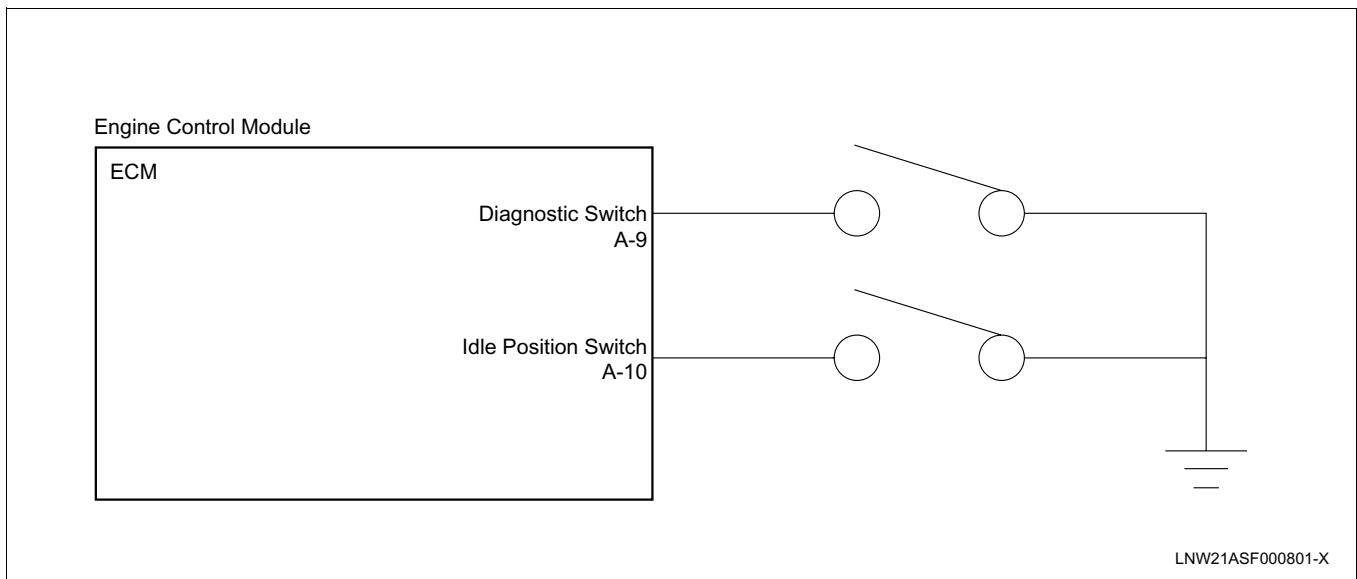 Engine Control Module
ECM
Diagnostic Switch
A-9
Idle Position Switch
A-10
LNW21ASF000801-X